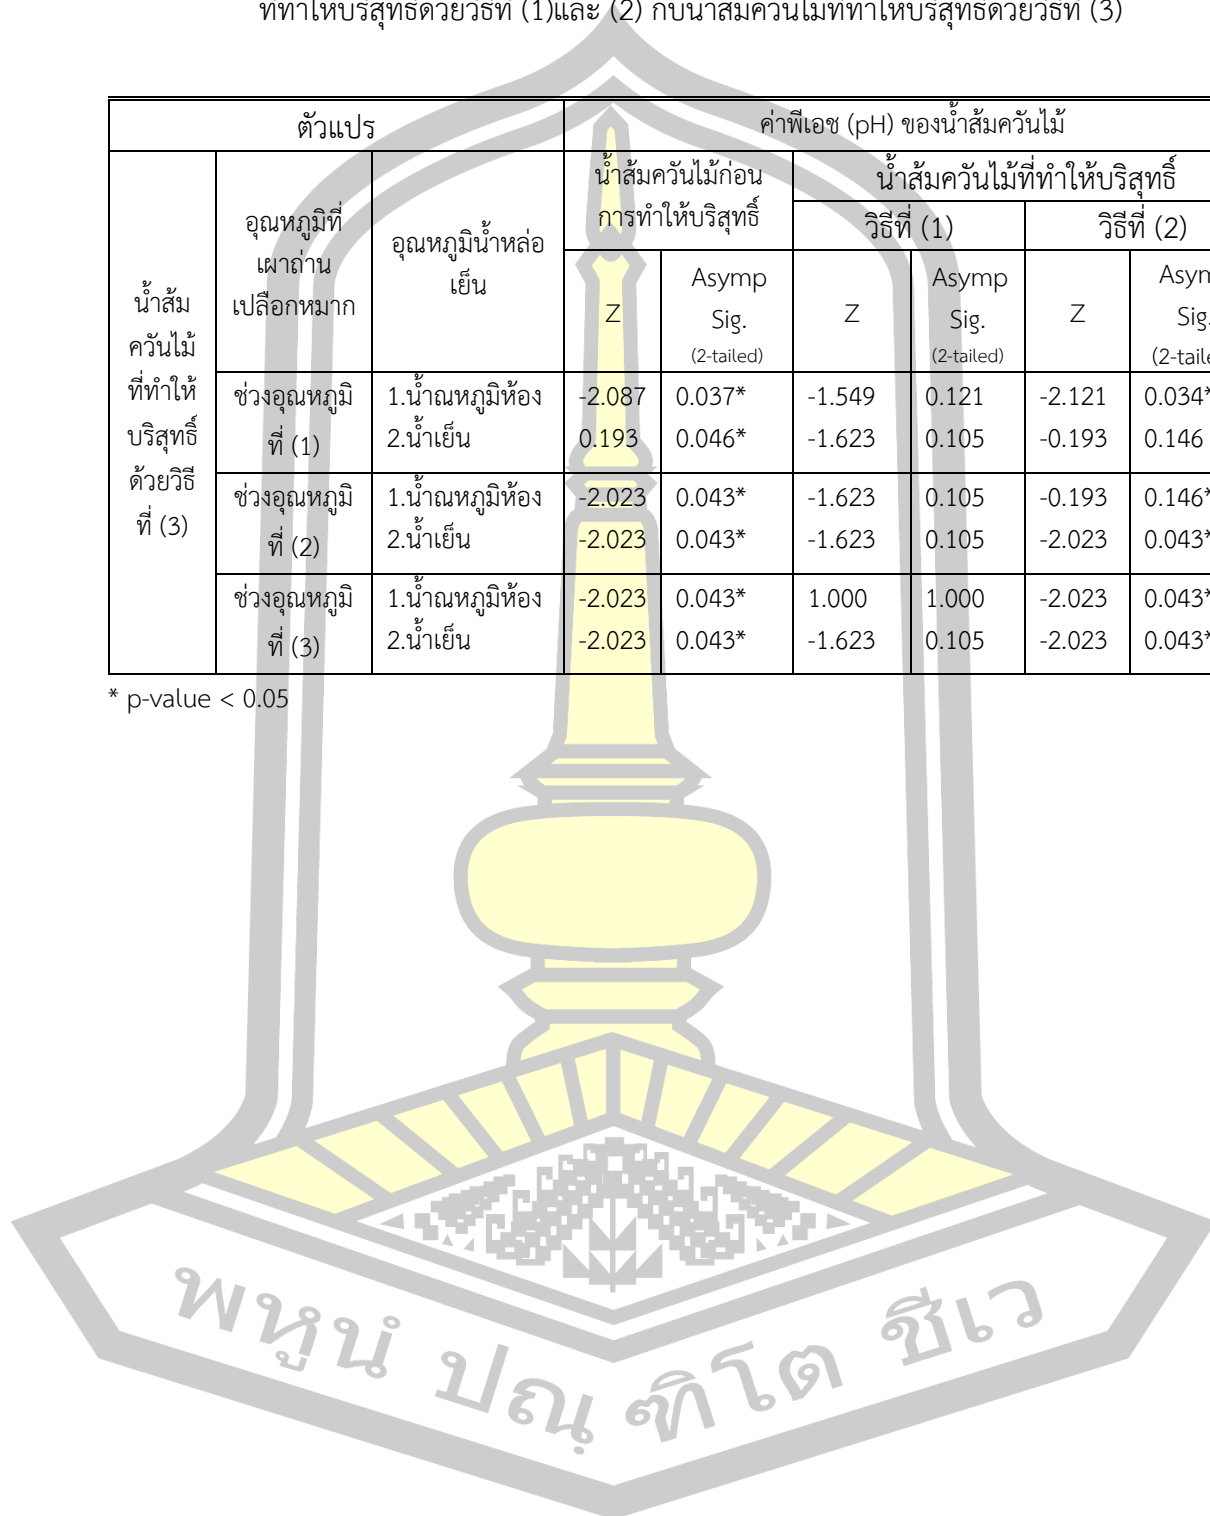 ที่ทำให้บริสุทธิ์ด้วยวิธีที่ (1)และ (2) กับน้ำส้มควันไม้ที่ทำให้บริสุทธิ์ด้วยวิธีที่ (3)
ตัวแปร ค่าพีเอช (pH) ของน้ำส้มควันไม้
น้ำส้ม
ควันไม้
ที่ทำให้
บริสุทธิ์
ด้วยวิธี
ที่ (3)
อุณหภูมิที่
เผาถ่าน
เปลือกหมาก
อุณหภูมิน้ำหล่อ
เย็น
น้ำส้มควันไม้ก่อน
การทำให้บริสุทธิ์
น้ำส้มควันไม้ที่ทำให้บริสุทธิ์
วิธีที่ (1) วิธีที่ (2)
Z
Asymp
Sig.
(2-tailed)
Z
Asymp
Sig.
(2-tailed)
Z
Asym
Sig.
(2-taile
ช่วงอุณหภูมิ 1.น้ำณหภูมิห้อง -2.087 0.037* -1.549 0.121 -2.121 0.034*
ที่ (1) 2.น้ำเย็น 0.193 0.046* -1.623 0.105 -0.193 0.146
ช่วงอุณหภูมิ 1.น้ำณหภูมิห้อง -2.023 0.043* -1.623 0.105 -0.193 0.146*
ที่ (2) 2.น้ำเย็น -2.023 0.043* -1.623 0.105 -2.023 0.043*
ช่วงอุณหภูมิ 1.น้ำณหภูมิห้อง -2.023 0.043* 1.000 1.000 -2.023 0.043*
ที่ (3) 2.น้ำเย็น -2.023 0.043* -1.623 0.105 -2.023 0.043*
* p-value < 0.05
พหูนํ ปณฺฑิโต ชีเว